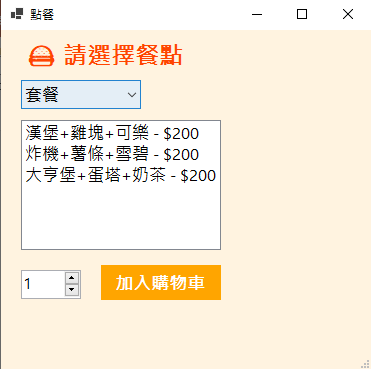 點餐
請選擇餐點
套餐
漢堡+雞塊+可樂 - $200
炸機+薯條+雪碧 - $200
大亨堡+蛋塔+奶茶 - $200
1
加入購物車